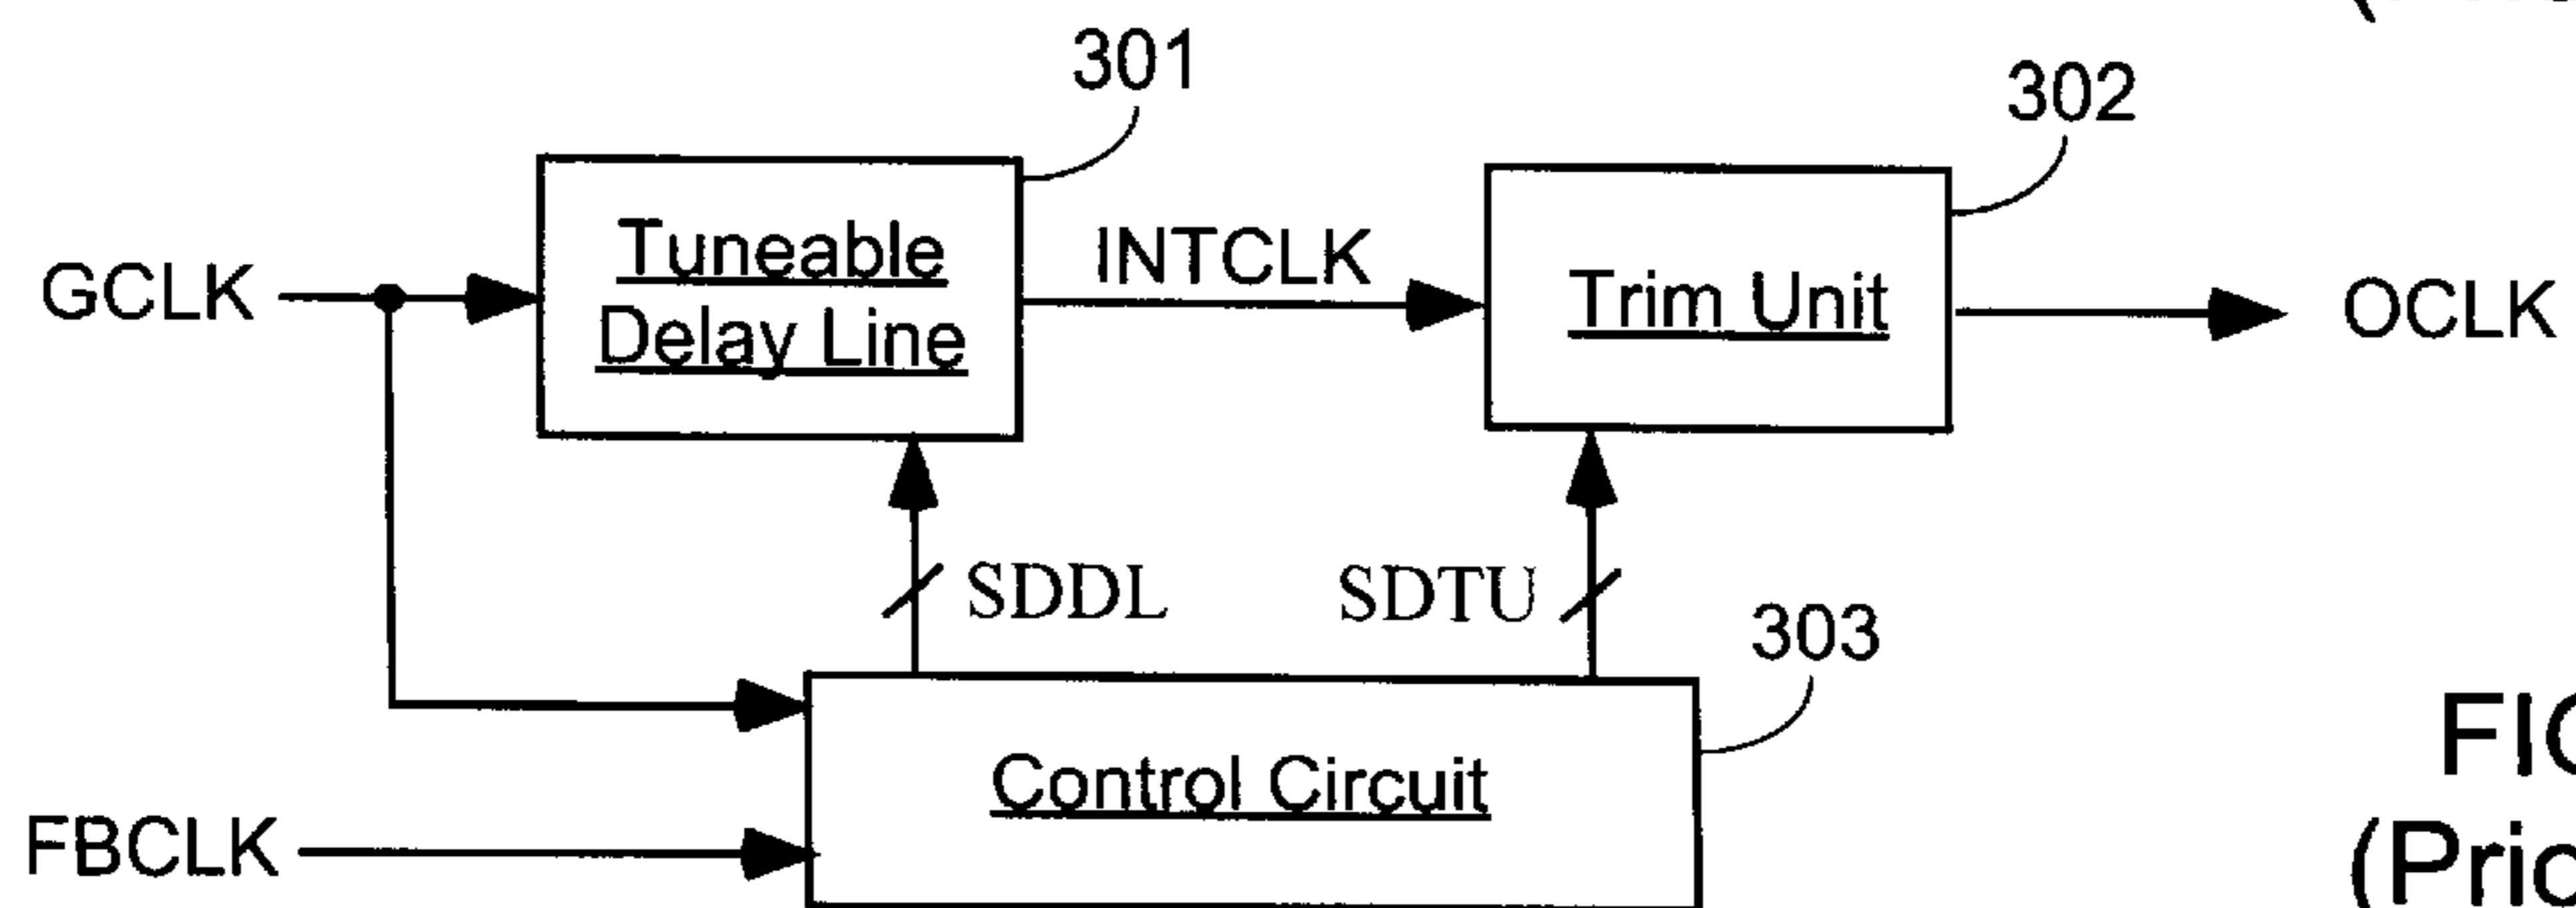 301
302
Tuneable
Delay Line
INTCLK
Trim Unit
GCLK
OCLK
SDDL
SDTU
303
Control Circuit
FBCLK